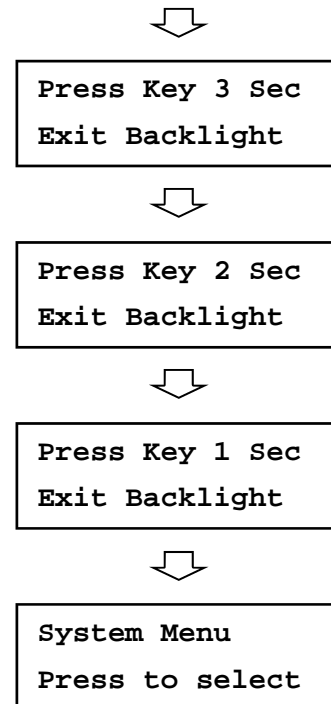 Press Key 3 Sec
Exit Backlight
Press Key 2 Sec
Exit Backlight
Press Key 1 Sec
Exit Backlight
System Menu
Press to select